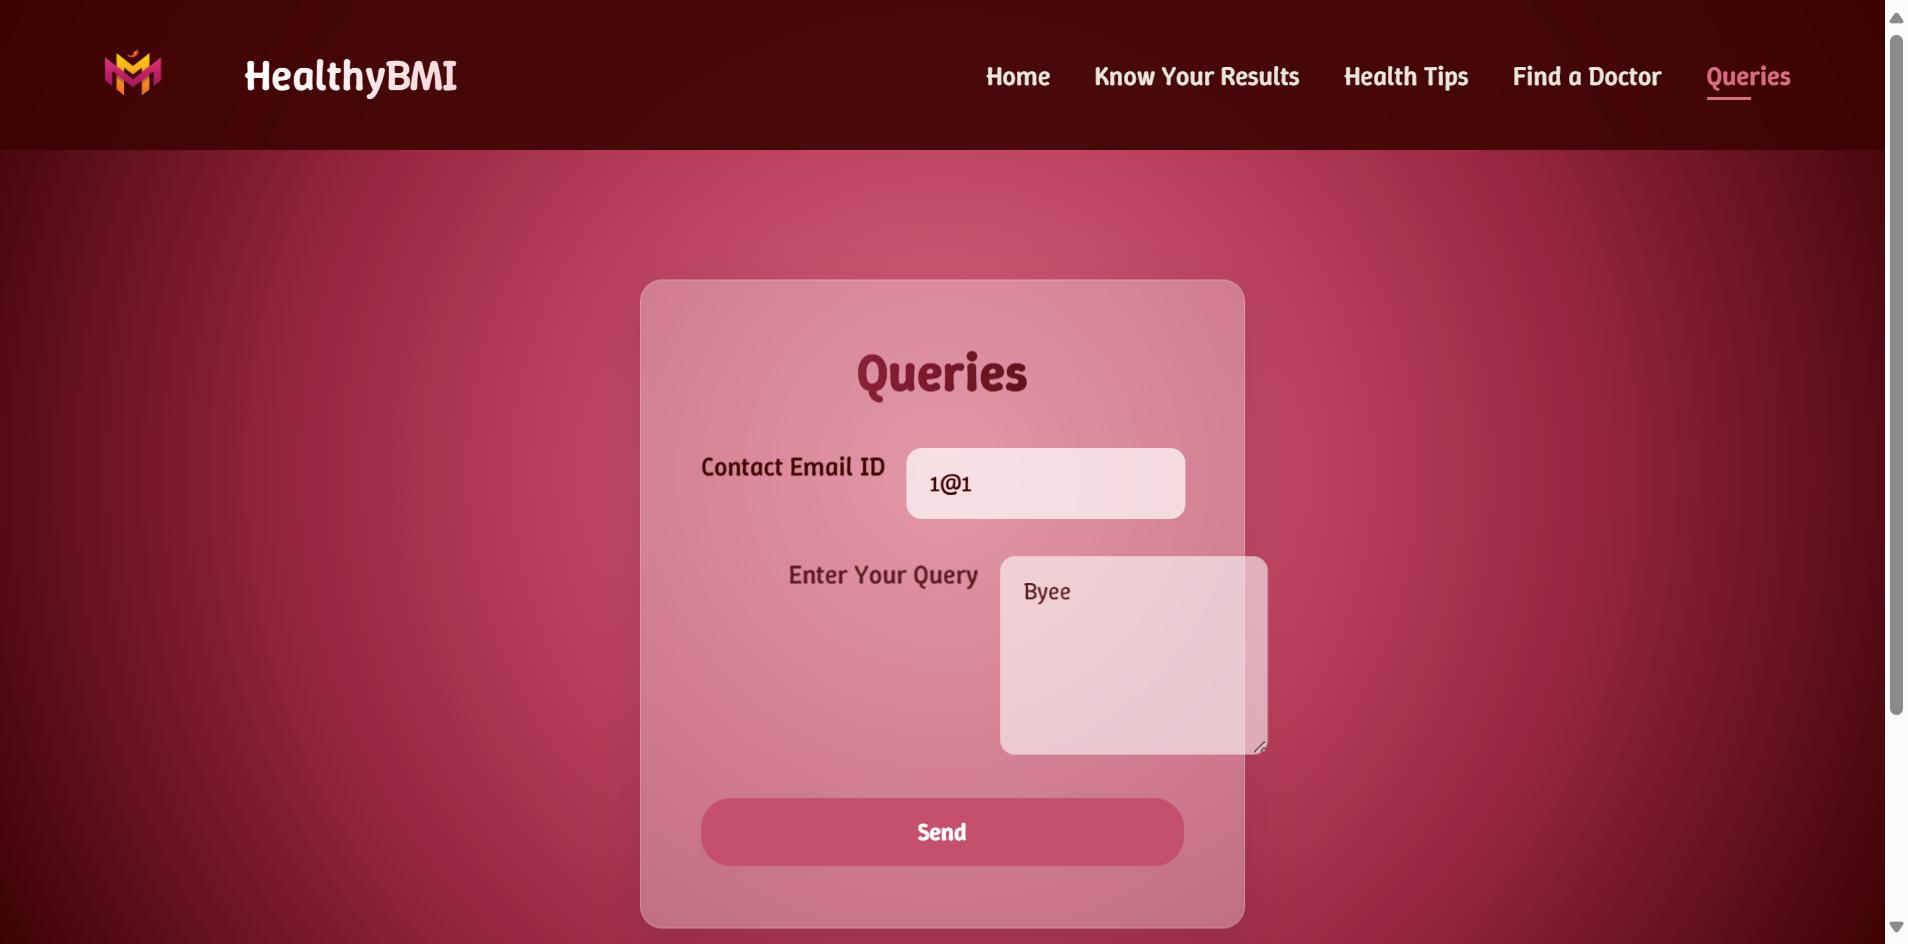 HealthyBMI
Home Know Your Results Health Tips Find a Doctor Queries
Queries
Contact Email ID
1@1
Enter Your Query
Byee
Send